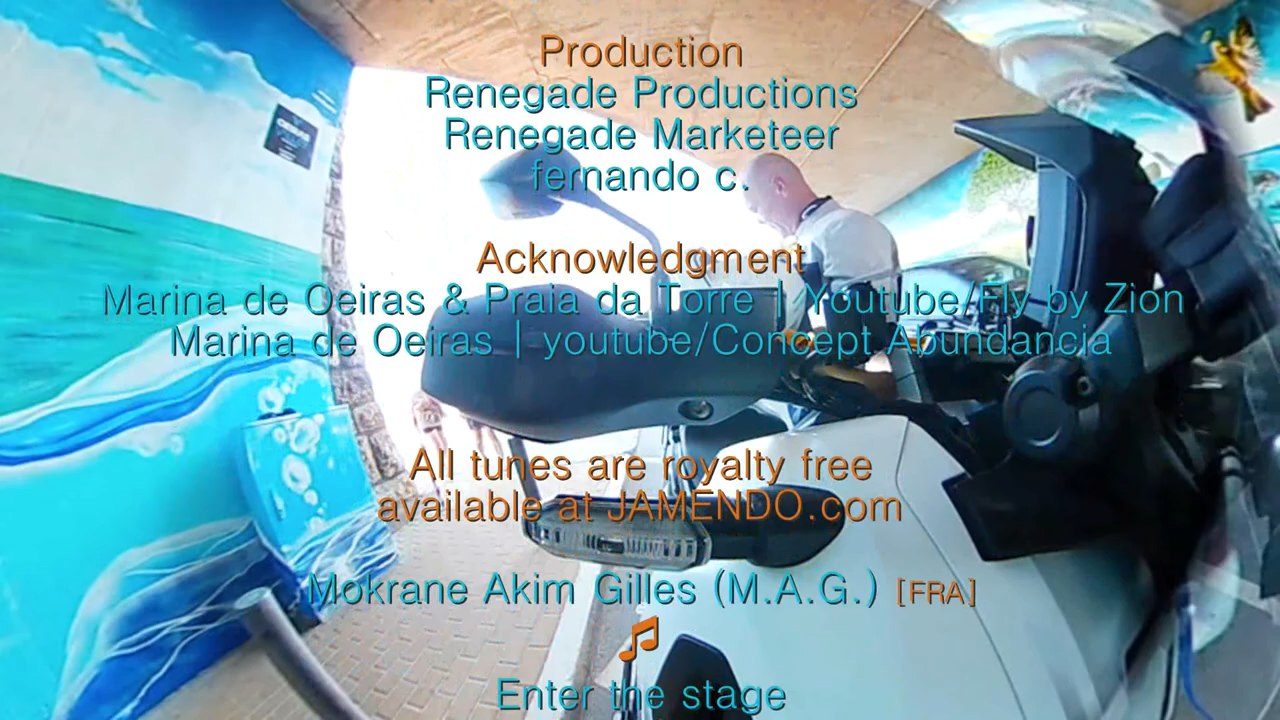 Production
Renegade Productions
Renegade Marketeer
fernando c.
OEIRAS
Acknowledgment
Marina de Oeiras & Praia da Torre | Youtube/Fly by Zion
Marina de Oeiras | youtube/Concept Abundancia
All tunes are royalty free
available at JAMENDO.com
Mokrane Akim Gilles (M.A.G.) [FRA]
Enter the stage